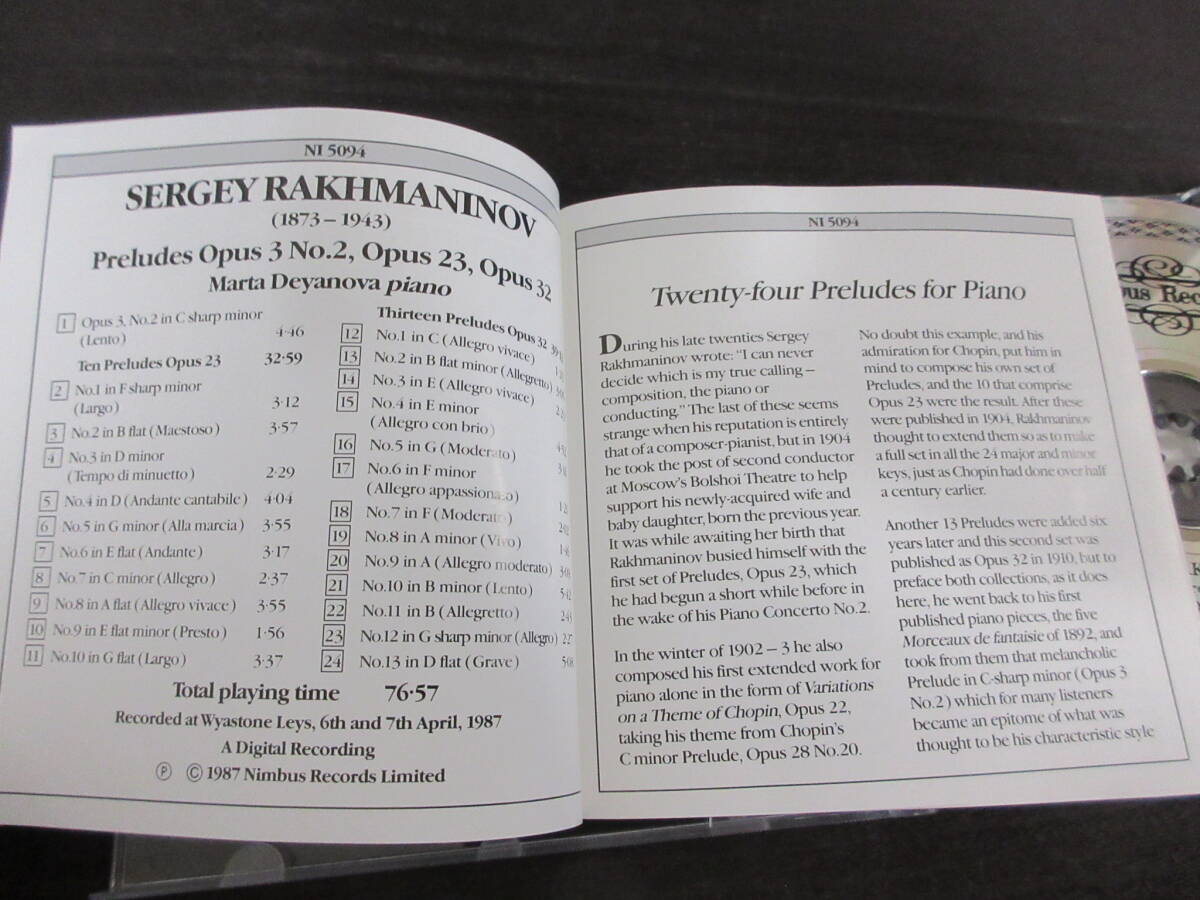 NI 5094
SERGEY RAKHMANINOV
(1873 – 1943)
Preludes Opus 3 No.2, Opus 23, Opus 32
Marta Deyanova piano
1 Opus 3, No.2 in C sharp minor
(Lento) 4·46
Ten Preludes Opus 23 32·59
2 No.1 in F sharp minor
(Largo) 3·12
3 No.2 in B flat (Maestoso) 3·57
4 No.3 in D minor
(Tempo di minuetto) 2·29
5 No.4 in D (Andante cantabile) 4·04
6 No.5 in G minor (Alla marcia) 3·55
7 No.6 in E flat (Andante) 3·17
8 No.7 in C minor (Allegro) 2·37
9 No.8 in A flat (Allegro vivace) 3·55
10 No.9 in E flat minor (Presto) 1·56
11 No.10 in G flat (Largo) 3·37
Thirteen Preludes Opus 32
12 No.1 in C (Allegro vivace)
13 No.2 in B flat minor (Allegretto)
14 No.3 in E (Allegro vivace)
15 No.4 in E minor
(Allegro con brio)
16 No.5 in G (Moderato)
17 No.6 in F minor
(Allegro appassionato)
18 No.7 in F (Moderato)
19 No.8 in A minor (Vivo)
20 No.9 in A (Allegro moderato)
21 No.10 in B minor (Lento)
22 No.11 in B (Allegretto)
23 No.12 in G sharp minor (Allegro)
24 No.13 in D flat (Grave)
Total playing time 76·57
Recorded at Wyastone Leys, 6th and 7th April, 1987
A Digital Recording
Ⓟ © 1987 Nimbus Records Limited
NI 5094
Twenty-four Preludes for Piano
During his late twenties Sergey
Rakhmaninov wrote: "I can never
decide which is my true calling –
composition, the piano or
conducting." The last of these seems
strange when his reputation is entirely
that of a composer-pianist, but in 1904
he took the post of second conductor
at Moscow's Bolshoi Theatre to help
support his newly-acquired wife and
baby daughter, born the previous year.
It was while awaiting her birth that
Rakhmaninov busied himself with the
first set of Preludes, Opus 23, which
he had begun a short while before in
the wake of his Piano Concerto No.2.
In the winter of 1902 – 3 he also
composed his first extended work for
piano alone in the form of Variations
on a Theme of Chopin, Opus 22,
taking his theme from Chopin's
C minor Prelude, Opus 28 No.20.
No doubt this example, and his
admiration for Chopin, put him in
mind to compose his own set of
Preludes, and the 10 that comprise
Opus 23 were the result. After these
were published in 1904, Rakhmaninov
thought to extend them so as to make
a full set in all the 24 major and minor
keys, just as Chopin had done over half
a century earlier.
Another 13 Preludes were added six
years later and this second set was
published as Opus 32 in 1910, but to
preface both collections, as it does
here, he went back to his first
published piano pieces, the five
Morceaux de fantaisie of 1892, and
took from them that melancholic
Prelude in C-sharp minor (Opus 3
No.2) which for many listeners
became an epitome of what was
thought to be his characteristic style